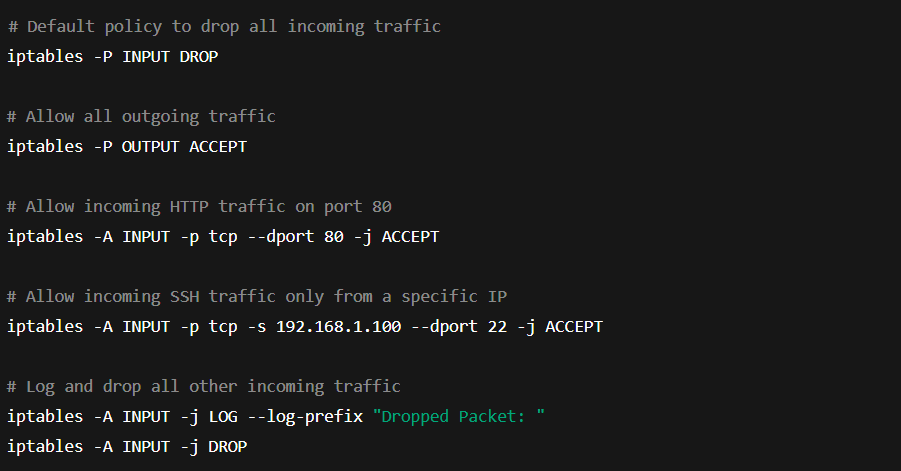 # Default policy to drop all incoming traffic
iptables -P INPUT DROP
# Allow all outgoing traffic
iptables -P OUTPUT ACCEPT
# Allow incoming HTTP traffic on port 80
iptables -A INPUT -p tcp --dport 80 -j ACCEPT
# Allow incoming SSH traffic only from a specific IP
iptables -A INPUT -p tcp -s 192.168.1.100 --dport 22 -j ACCEPT
# Log and drop all other incoming traffic
iptables -A INPUT -j LOG --log-prefix "Dropped Packet: "
iptables -A INPUT -j DROP